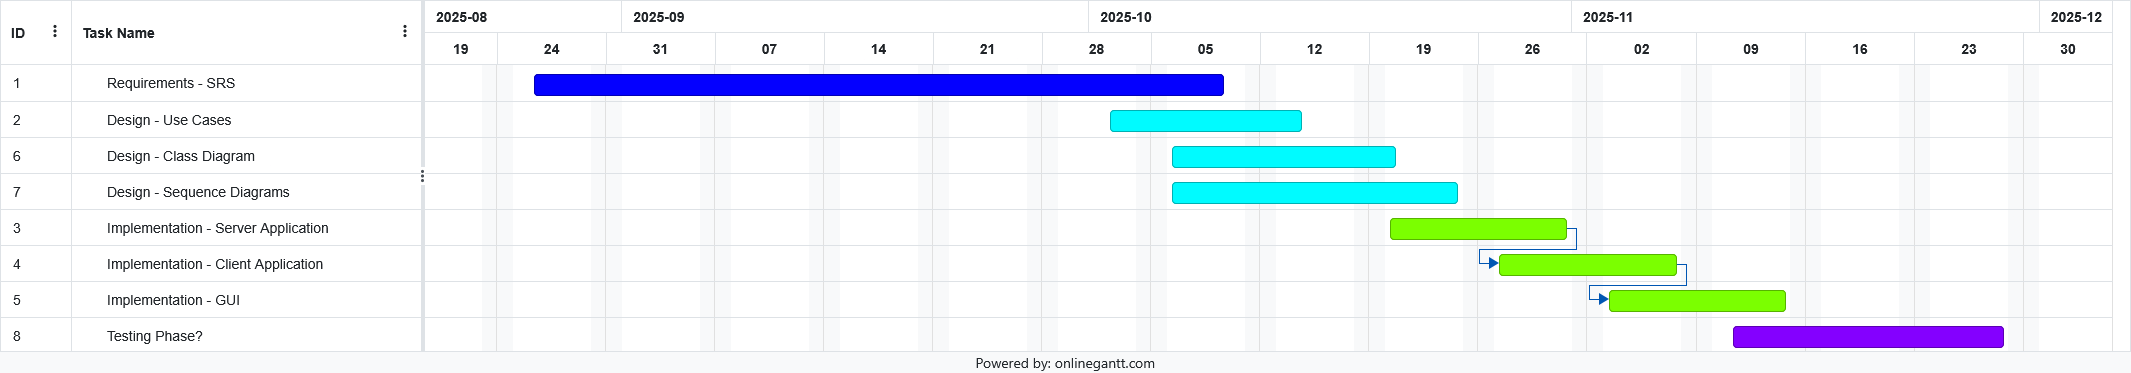 ID Task Name 2025-08 2025-09 2025-10 2025-11 2025-12
19 24 31 07 14 21 28 05 12 19 26 02 09 16 23 30
1 Requirements - SRS
2 Design - Use Cases
6 Design - Class Diagram
7 Design - Sequence Diagrams
3 Implementation - Server Application
4 Implementation - Client Application
5 Implementation - GUI
8 Testing Phase?
Powered by: onlinegantt.com